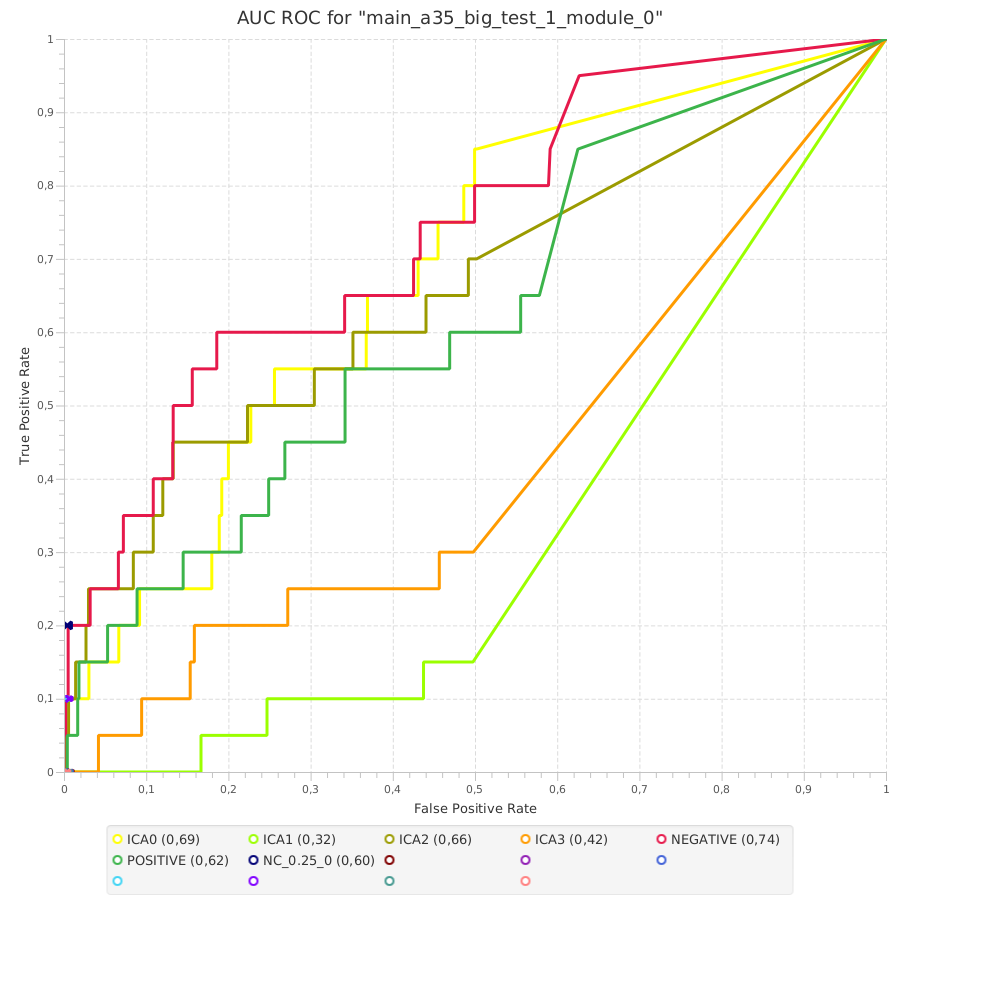 AUC ROC for "main_a35_big_test_1_module_0"
1
0,9
0,8
0,7
0,6
0,5
0,4
0,3
0,2
0,1
0
True Positive Rate
0 0,1 0,2 0,3 0,4 0,5 0,6 0,7 0,8 0,9 1
False Positive Rate
ICA0 (0,69) ICA1 (0,32) ICA2 (0,66) ICA3 (0,42) NEGATIVE (0,74)
POSITIVE (0,62) NC_0.25_0 (0,60)